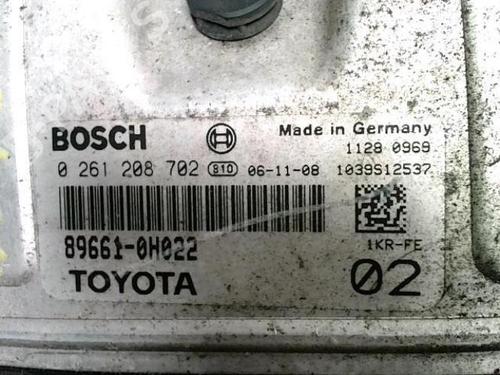 BOSCH
Made in Germany
1128 0969
0 261 208 702 810 06-11-08 1039S12537
89661-0H022
1KR-FE
TOYOTA
02